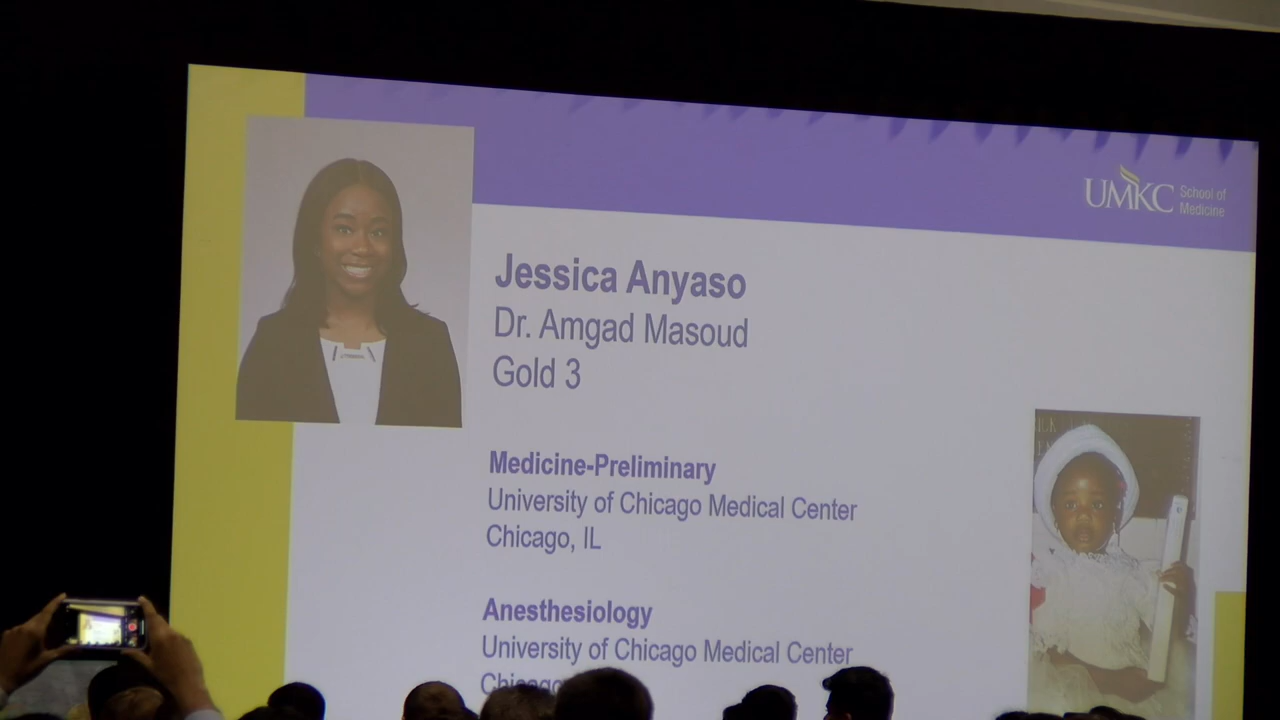 UMKC School of
Medicine
Jessica Anyaso
Dr. Amgad Masoud
Gold 3
Medicine-Preliminary
University of Chicago Medical Center
Chicago, IL
Anesthesiology
University of Chicago Medical Center